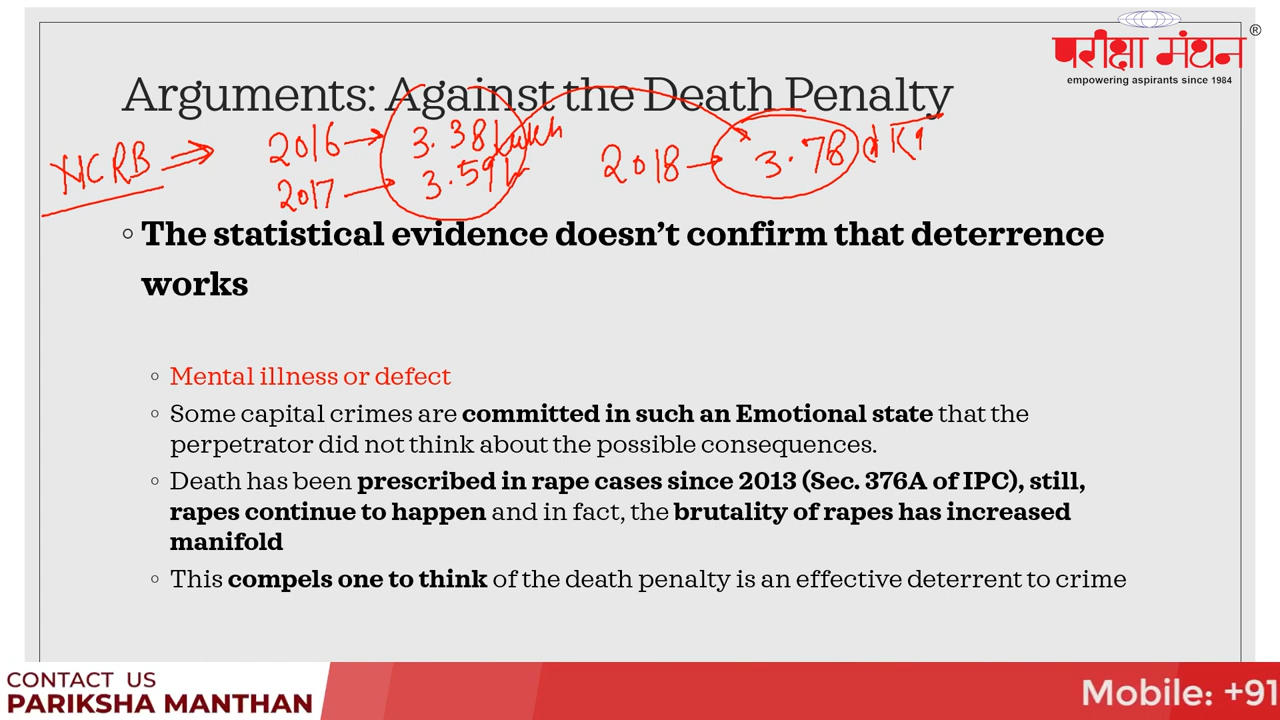 परीक्षा मंथन ®
empowering aspirants since 1984
Arguments: Against the Death Penalty
NCRB ⇒ 2016 → 3.38 Lakh
2017 → 3.59 L
2018 → 3.78
◦ The statistical evidence doesn’t confirm that deterrence
works
◦ Mental illness or defect
◦ Some capital crimes are committed in such an Emotional state that the
perpetrator did not think about the possible consequences.
◦ Death has been prescribed in rape cases since 2013 (Sec. 376A of IPC), still,
rapes continue to happen and in fact, the brutality of rapes has increased
manifold
◦ This compels one to think of the death penalty is an effective deterrent to crime
CONTACT US
PARIKSHA MANTHAN
Mobile: +91